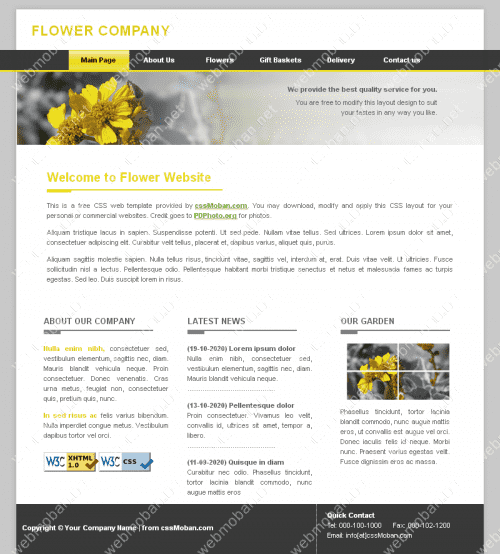 FLOWER COMPANY
Main Page About Us Flowers Gift Baskets Delivery Contact us
We provide the best quality service for you.
You are free to modify this layout design to suit
your tastes in any way you like.
Welcome to Flower Website
This is a free CSS web template provided by cssMoban.com. You may download, modify and apply this CSS layout for your
personal or commercial websites. Credit goes to PDPhoto.org for photos.
Aliquam tristique lacus in sapien. Suspendisse potenti. Ut sed pede. Nullam vitae tellus. Sed ultrices. Lorem ipsum dolor sit amet,
consectetuer adipiscing elit. Curabitur velit tellus, placerat et, dapibus varius, aliquet quis, purus.
Aliquam sagittis molestie sapien. Nulla tellus risus, tincidunt vitae, sagittis vel, interdum at, erat. Duis vitae velit. Ut ultricies. Fusce
sollicitudin nisl a lectus. Pellentesque odio. Pellentesque habitant morbi tristique senectus et netus et malesuada fames ac turpis
egestas. Sed leo. Duis suscipit lorem in risus.
ABOUT OUR COMPANY
Nulla enim nibh, consectetuer sed,
vestibulum elementum, sagittis nec, diam.
Mauris blandit vehicula neque. Proin
consectetuer. Donec venenatis. Cras
urna metus, feugiat non, consectetuer
quis, pretium quis, nunc.
In sed risus ac felis varius bibendum.
Nulla imperdiet congue metus. Vestibulum
dapibus tortor vel orci.
W3C XHTML 1.0
W3C CSS
LATEST NEWS
(19-10-2020) Lorem ipsum dolor
Nulla enim nibh, consectetuer sed,
vestibulum elementum, sagittis nec, diam.
Mauris blandit vehicula neque.
(13-10-2020) Pellentesque dolor
Proin consectetuer. Vivamus leo velit,
convallis id, ultrices sit amet, tempor a,
libero.
(11-09-2020) Quisque in diam
Curabitur nec odio. Phasellus tincidunt,
tortor lacinia blandit commodo, nunc
augue mattis eros
OUR GARDEN
Phasellus tincidunt, tortor lacinia
blandit commodo, nunc augue mattis
eros, ut convallis est augue vel orci.
Donec iaculis felis id neque. Morbi
nunc. Praesent varius egestas velit.
Fusce dignissim eros ac massa.
Copyright © Your Company Name | from cssMoban.com
Quick Contact
Tel: 000-100-1000 Fax: 000-102-1200
Email: info[at]cssMoban.com